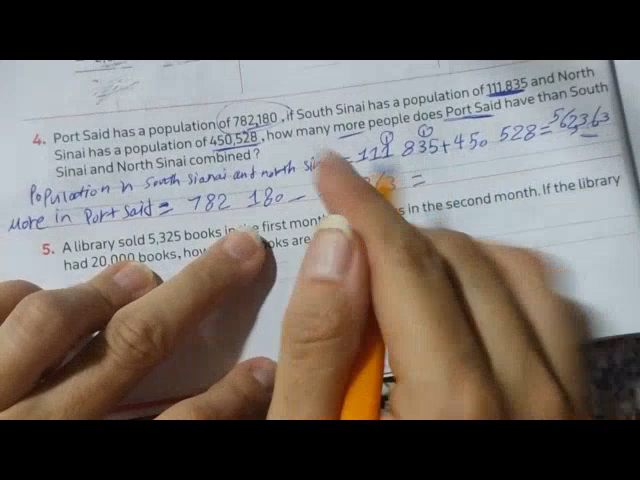 4. Port Said has a population of 782,180, if South Sinai has a population of 111,835 and North
Sinai has a population of 450,528, how many more people does Port Said have than South
Sinai and North Sinai combined?
Population in South Sianai and north = 111 835 + 450 528 = 562363
more in Port Said = 782 180 - =
5. A library sold 5,325 books in the first in the second month. If the library
had 20,000 books, are